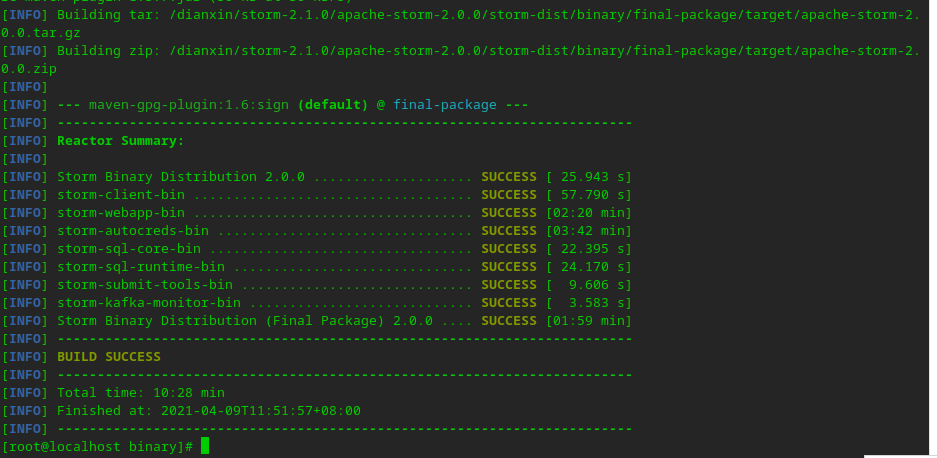 [INFO] Building tar: /dianxin/storm-2.1.0/apache-storm-2.0.0/storm-dist/binary/final-package/target/apache-storm-2.
0.0.tar.gz
[INFO] Building zip: /dianxin/storm-2.1.0/apache-storm-2.0.0/storm-dist/binary/final-package/target/apache-storm-2.
0.0.zip
[INFO]
[INFO] --- maven-gpg-plugin:1.6:sign (default) @ final-package ---
[INFO] ------------------------------------------------------------------------
[INFO] Reactor Summary:
[INFO]
[INFO] Storm Binary Distribution 2.0.0 .................... SUCCESS [ 25.943 s]
[INFO] storm-client-bin ................................... SUCCESS [ 57.790 s]
[INFO] storm-webapp-bin ................................... SUCCESS [02:20 min]
[INFO] storm-autocreds-bin ................................ SUCCESS [03:42 min]
[INFO] storm-sql-core-bin ................................. SUCCESS [ 22.395 s]
[INFO] storm-sql-runtime-bin .............................. SUCCESS [ 24.170 s]
[INFO] storm-submit-tools-bin ............................. SUCCESS [  9.606 s]
[INFO] storm-kafka-monitor-bin ............................ SUCCESS [  3.583 s]
[INFO] Storm Binary Distribution (Final Package) 2.0.0 .... SUCCESS [01:59 min]
[INFO] ------------------------------------------------------------------------
[INFO] BUILD SUCCESS
[INFO] ------------------------------------------------------------------------
[INFO] Total time: 10:28 min
[INFO] Finished at: 2021-04-09T11:51:57+08:00
[INFO] ------------------------------------------------------------------------
[root@localhost binary]#